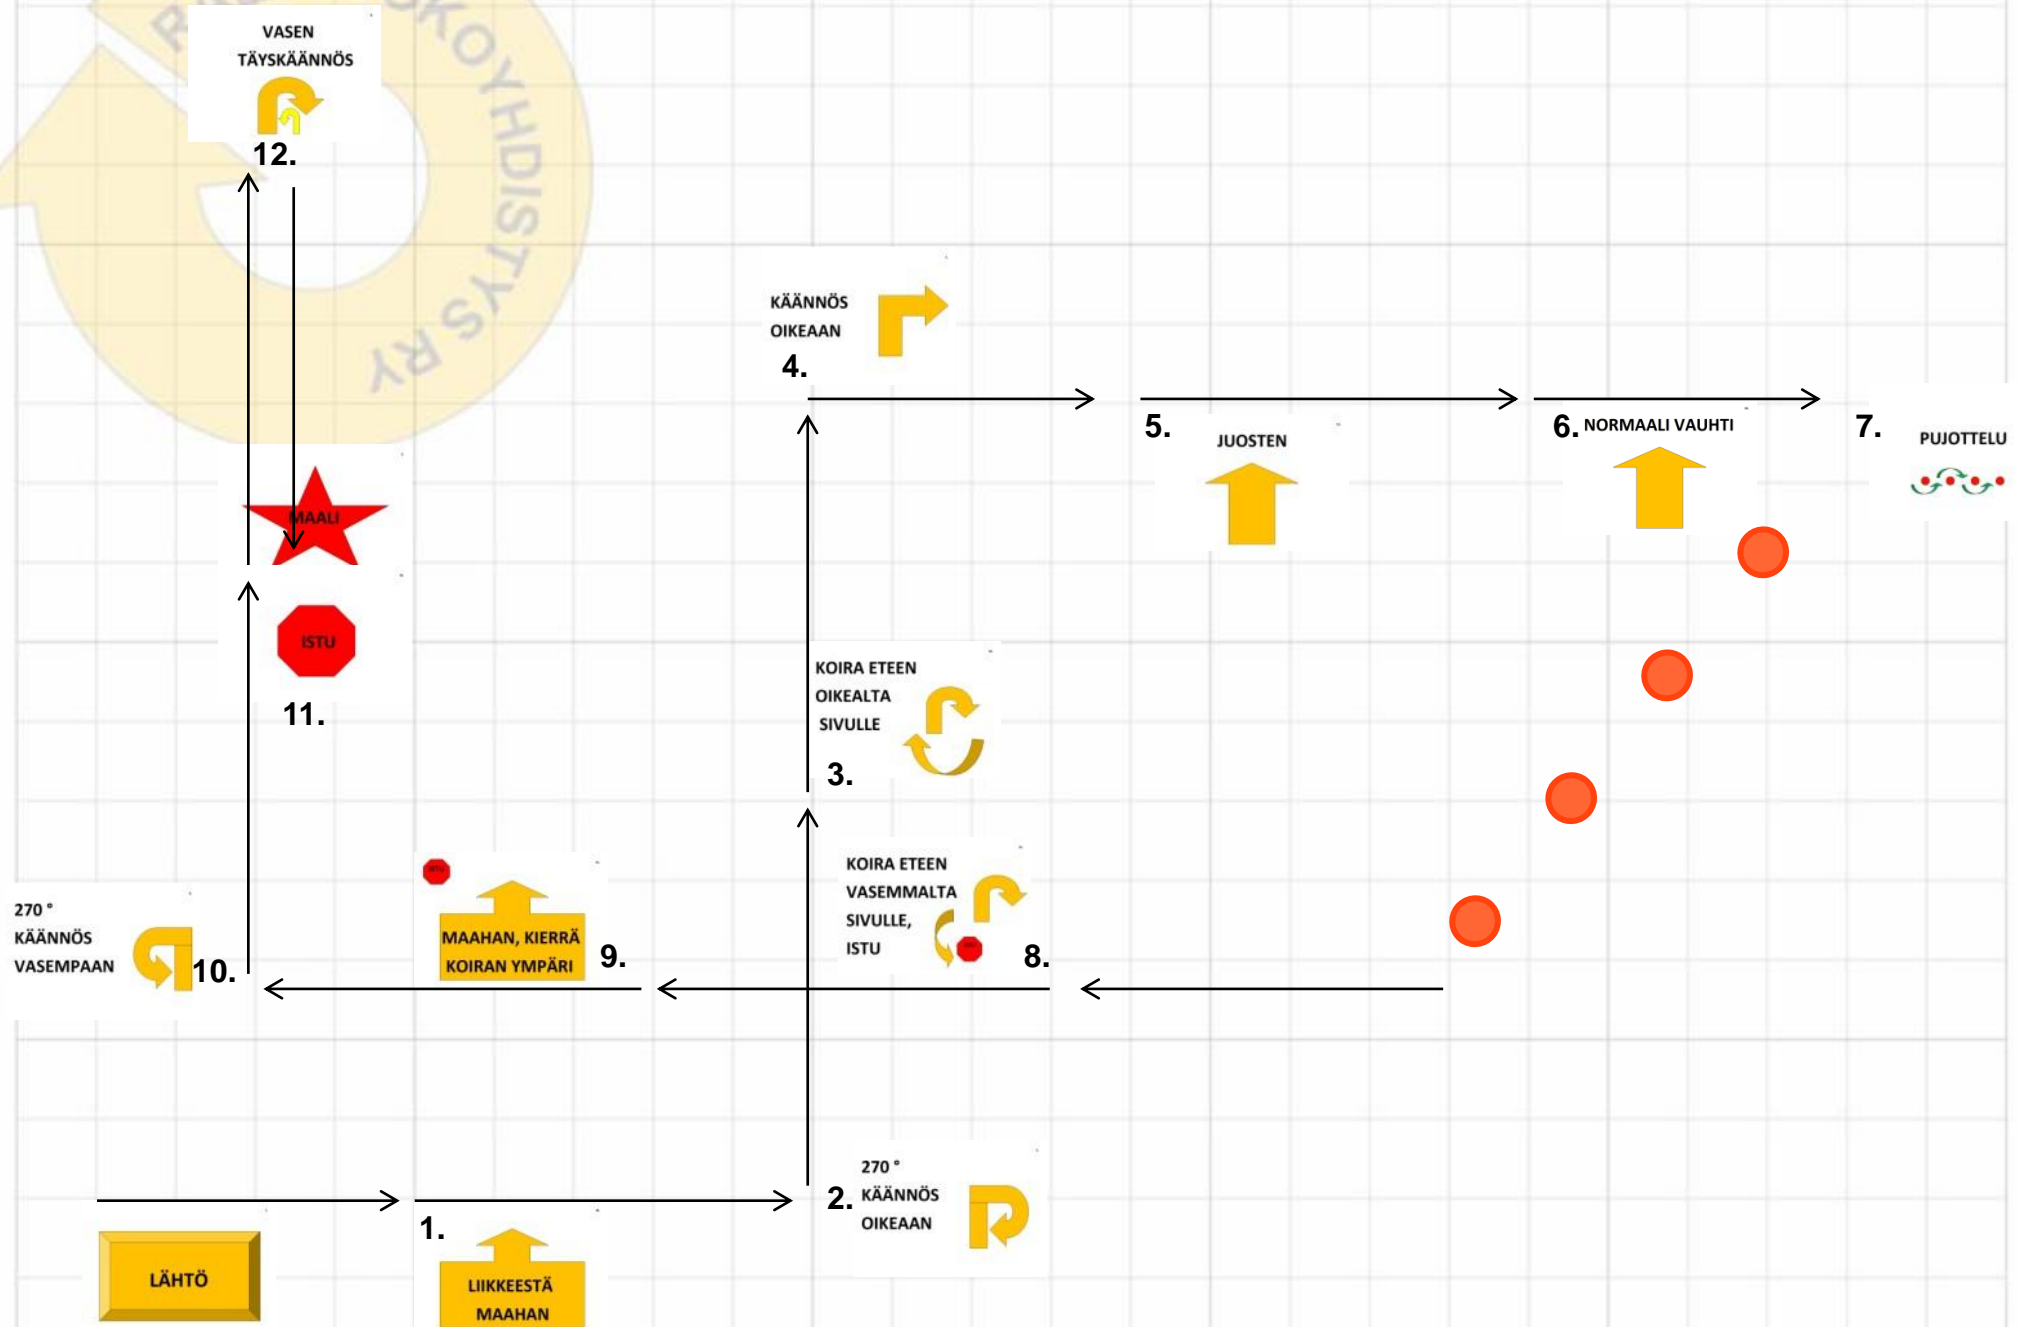 KOYHDISTYS RY
VASEN
TÄYSKÄÄNNÖS
12.
KÄÄNNÖS
OIKEAAN
4.
5.
JUOSTEN
6. NORMAALI VAUHTI
7.
PUJOTTELU
MAALI
ISTU
11.
KOIRA ETEEN
OIKEALTA
SIVULLE
3.
KOIRA ETEEN
VASEMMALTA
SIVULLE,
ISTU
8.
MAAHAN, KIERRÄ
KOIRAN YMPÄRI
9.
270 °
KÄÄNNÖS
VASEMPAAN
10.
2.
270 °
KÄÄNNÖS
OIKEAAN
1.
LIIKKEESTÄ
MAAHAN
LÄHTÖ